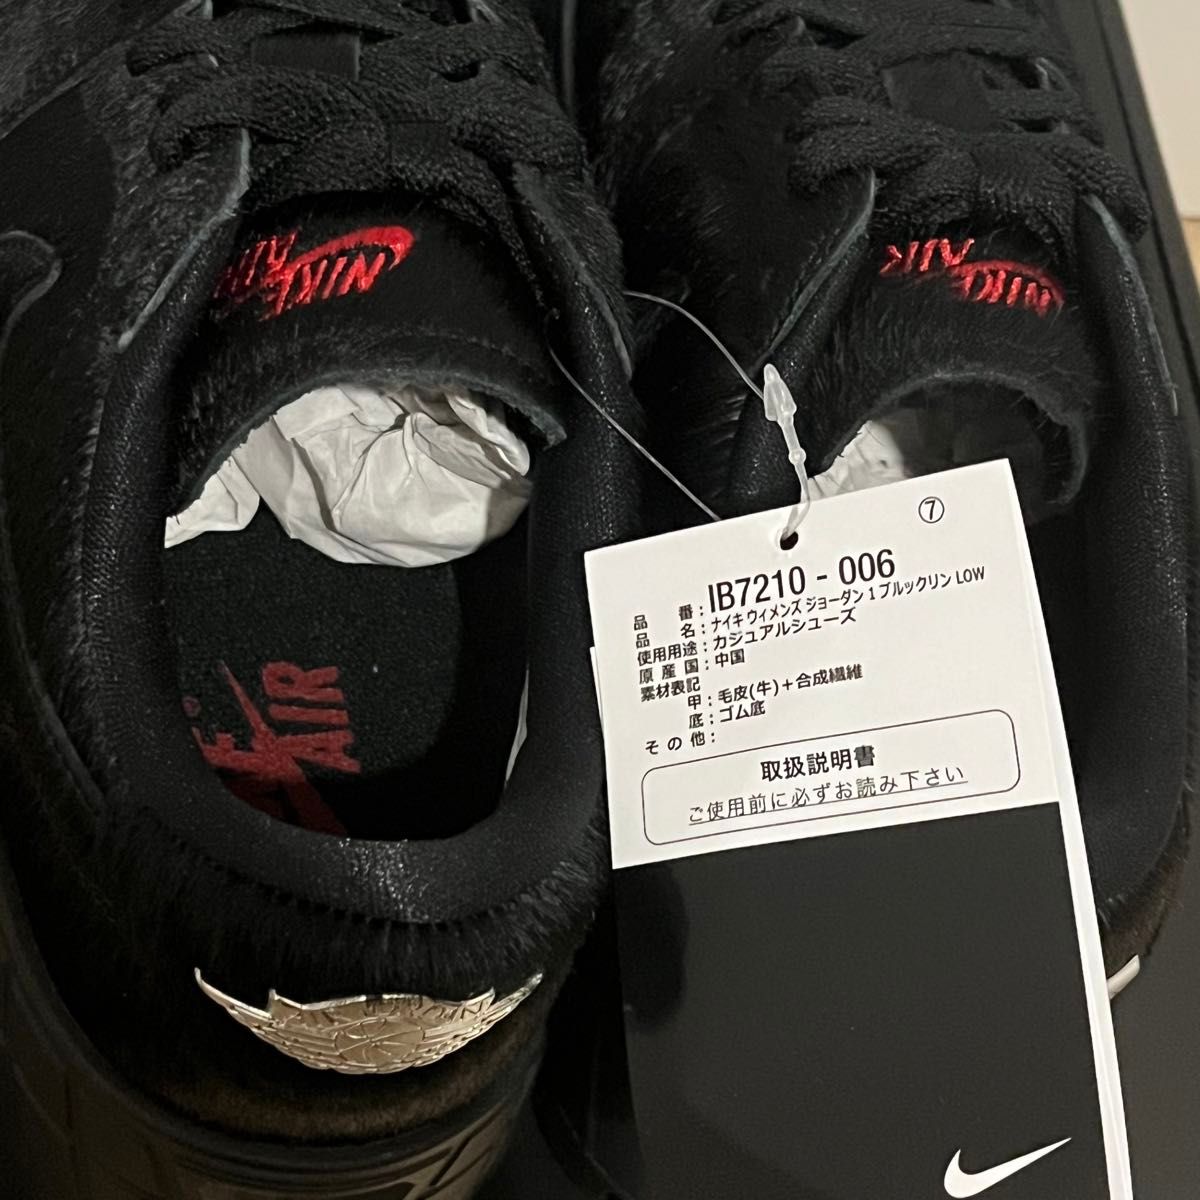 NIKE
AIR
NIKE
AIR
AIR
⑦
品番：IB7210 - 006
品名：ナイキ ウィメンズ ジョーダン 1 ブルックリン LOW
使用用途：カジュアルシューズ
原産国：中国
素材表記
甲：毛皮(牛)＋合成繊維
底：ゴム底
その他：
取扱説明書
ご使用前に必ずお読み下さい